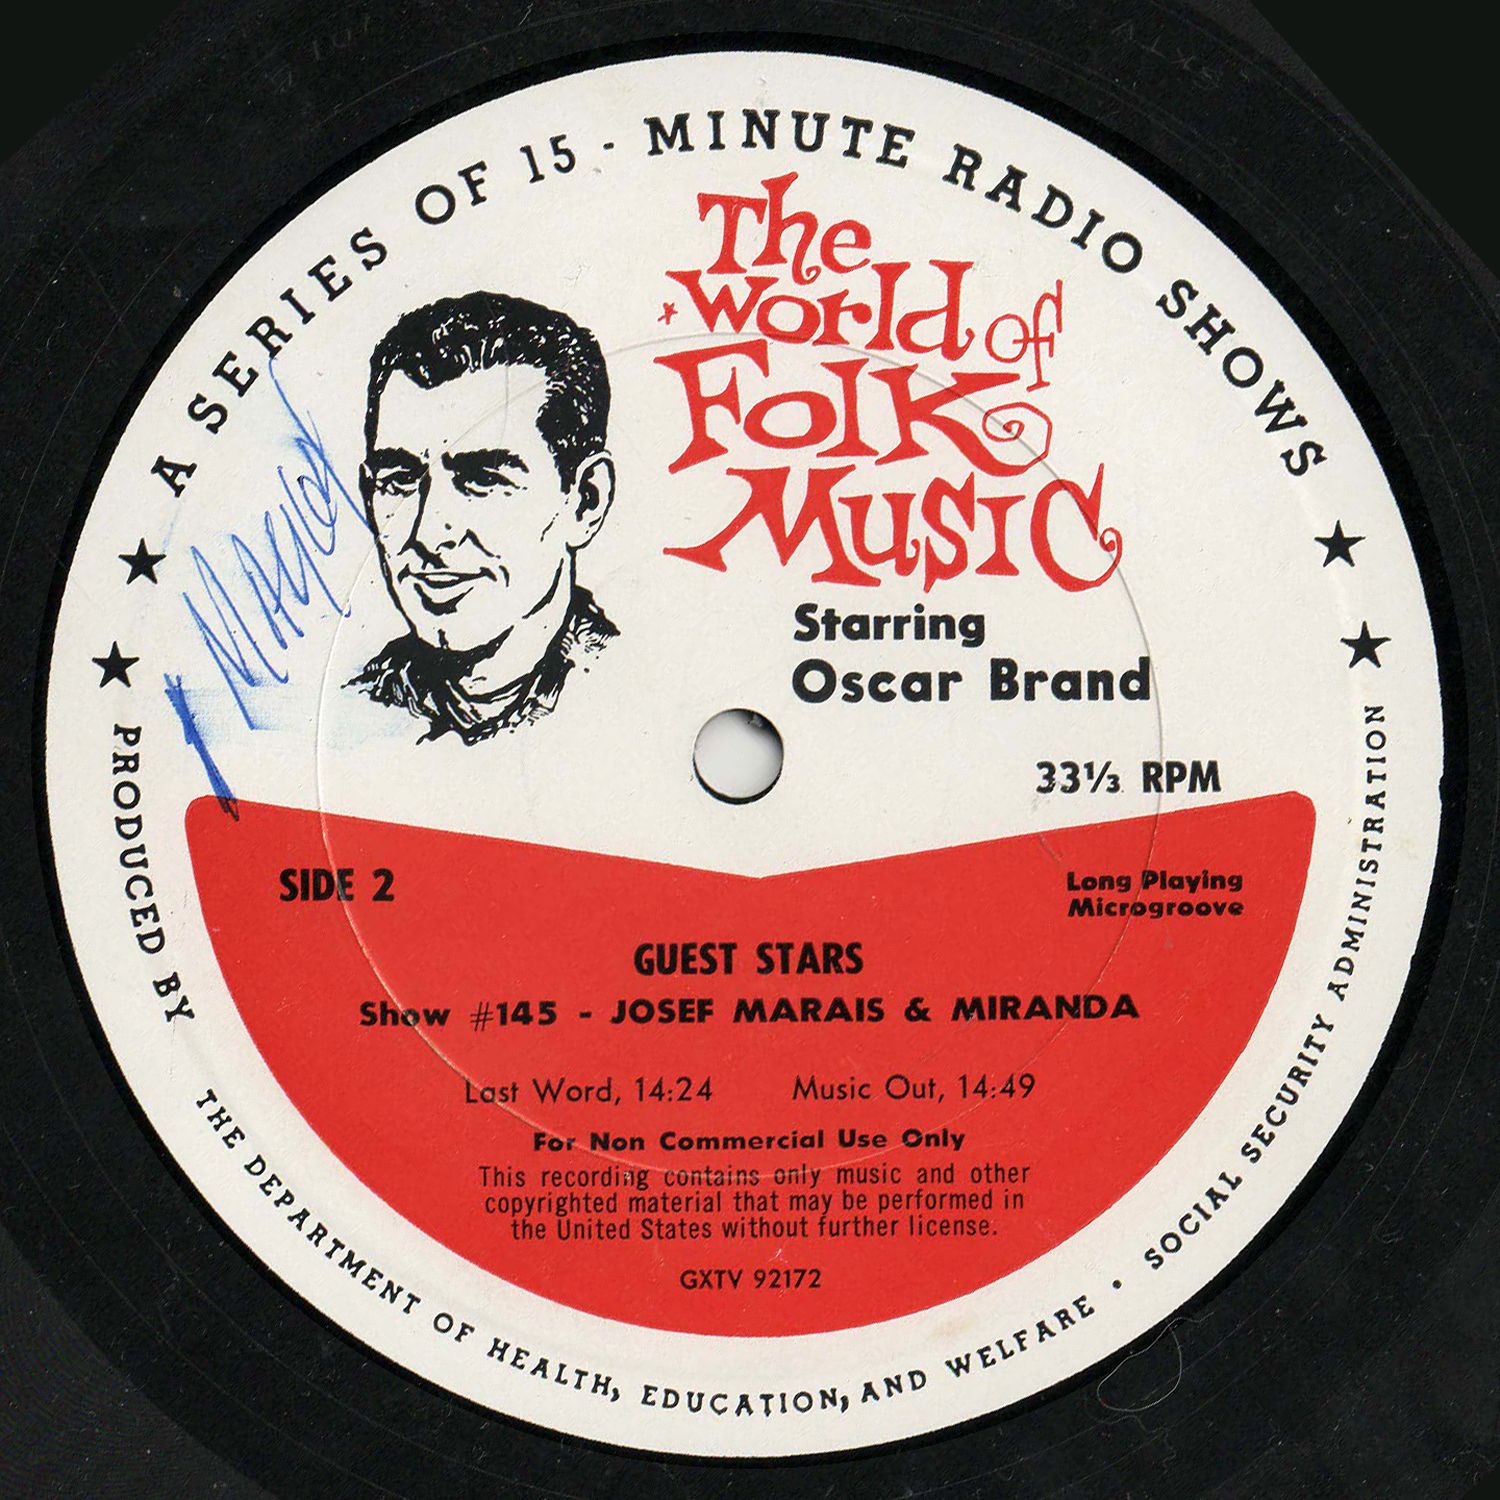 A SERIES OF 15 - MINUTE RADIO SHOWS
The
World of
Folk
Music
Starring
Oscar Brand
33⅓ RPM
SIDE 2
Long Playing
Microgroove
GUEST STARS
Show #145 - JOSEF MARAIS & MIRANDA
Last Word, 14:24 Music Out, 14:49
For Non Commercial Use Only
This recording contains only music and other
copyrighted material that may be performed in
the United States without further license.
GXTV 92172
PRODUCED BY THE DEPARTMENT OF HEALTH, EDUCATION, AND WELFARE • SOCIAL SECURITY ADMINISTRATION